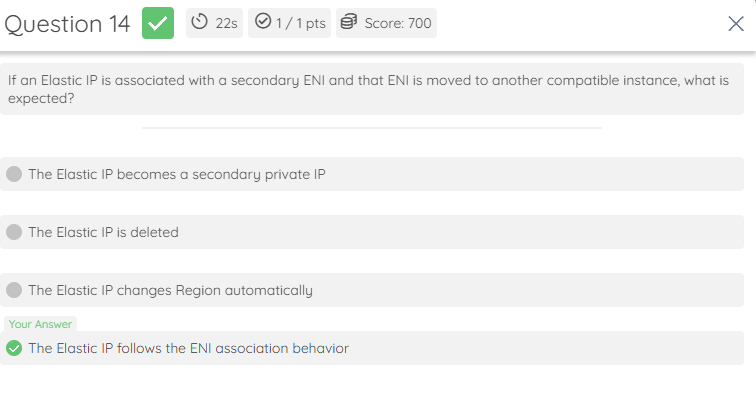 Question 14
22s
1 / 1 pts
Score: 700
If an Elastic IP is associated with a secondary ENI and that ENI is moved to another compatible instance, what is
expected?
The Elastic IP becomes a secondary private IP
The Elastic IP is deleted
The Elastic IP changes Region automatically
Your Answer
The Elastic IP follows the ENI association behavior